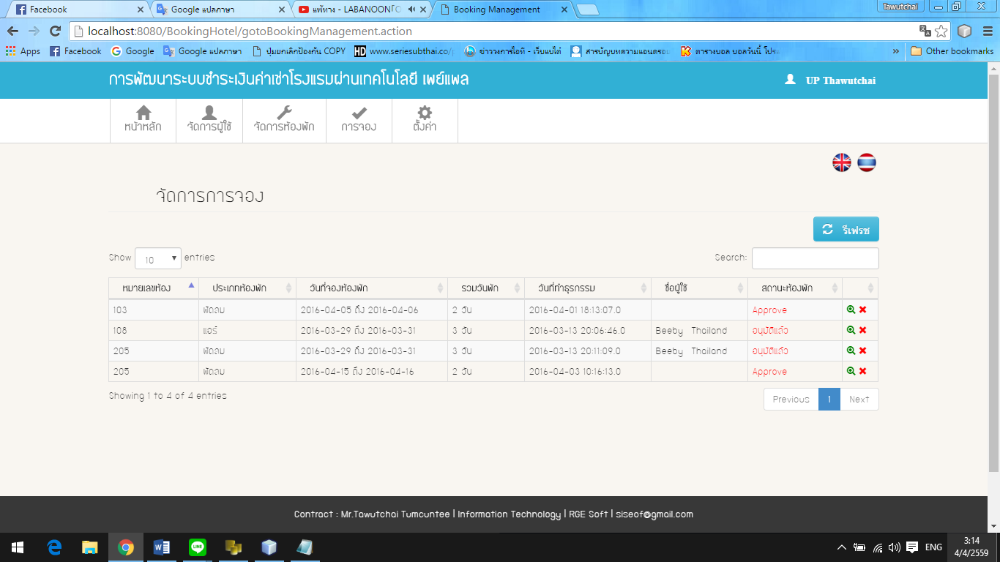 Facebook
Google แปลภาษา
แพ้ทาง - LABANOON「O
Booking Management
Tawutchai
localhost:8080/BookingHotel/gotoBookingManagement.action
Apps Facebook Google Google แปลภาษา ปุ่มยกเลิกป้องกัน COPY HD www.seriesubthai.co/ ข่าววงการไอที - เว็บแบไต๋ สารบัญบทความแอนดรอย ตารางบอล บอลวันนี้ โปร » Other bookmarks
การพัฒนาระบบชำระเงินค่าเช่าโรงแรมผ่านเทคโนโลยี เพย์แพล
UP Thawutchai
หน้าหลัก จัดการผู้ใช้ จัดการห้องพัก การจอง ตั้งค่า
จัดการการจอง
รีเฟรช
Show 10 entries Search:
หมายเลขห้อง ประเภทห้องพัก วันที่จองห้องพัก รวมวันพัก วันที่ทำธุรกรรม ชื่อผู้ใช้ สถานะห้องพัก
103 พัดลม 2016-04-05 ถึง 2016-04-06 2 วัน 2016-04-01 18:13:07.0 Approve
108 แอร์ 2016-03-29 ถึง 2016-03-31 3 วัน 2016-03-13 20:06:46.0 Beeby Thailand อนุมัติแล้ว
205 พัดลม 2016-03-29 ถึง 2016-03-31 3 วัน 2016-03-13 20:11:09.0 Beeby Thailand อนุมัติแล้ว
205 พัดลม 2016-04-15 ถึง 2016-04-16 2 วัน 2016-04-03 10:16:13.0 Approve
Showing 1 to 4 of 4 entries Previous 1 Next
Contract : Mr.Tawutchai Tumcuntee | Information Technology | RGE Soft | siseof@gmail.com
LINE
ENG
3:14
4/4/2559